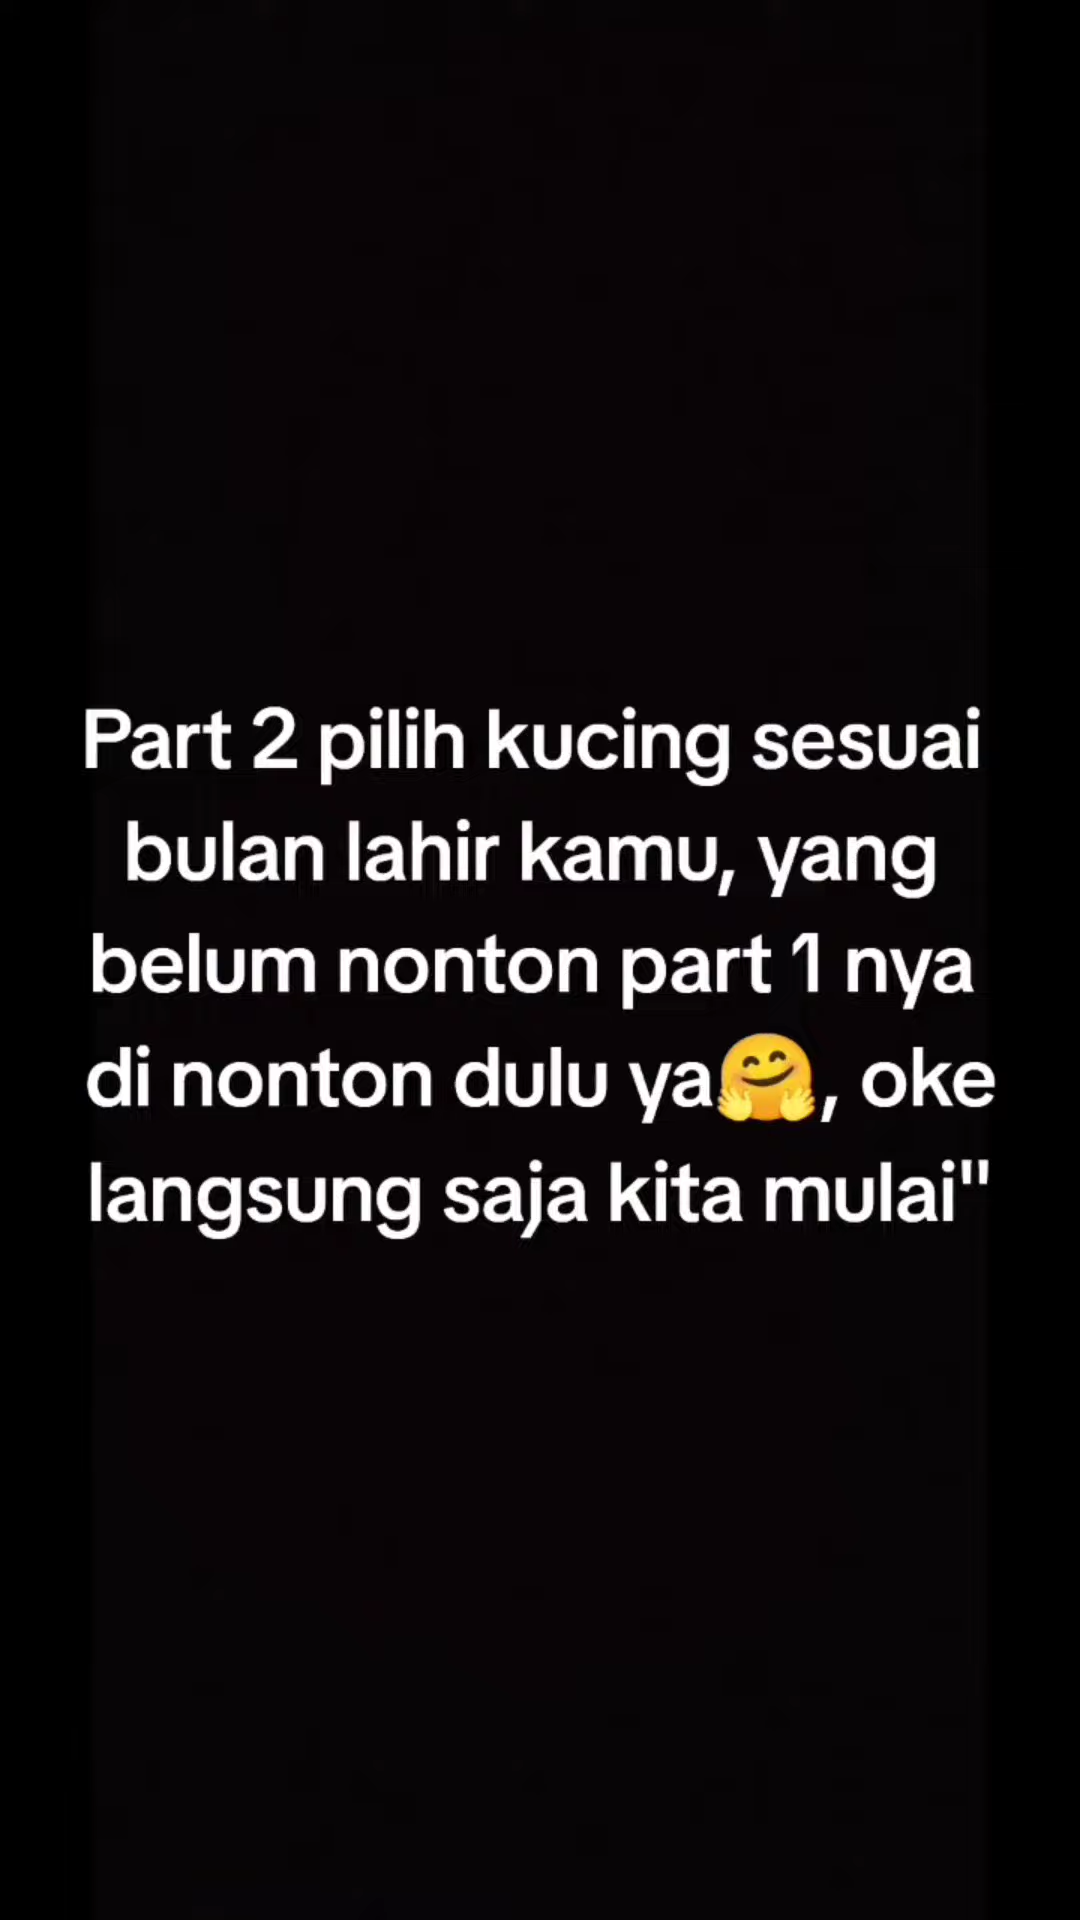 Part 2 pilih kucing sesuai
bulan lahir kamu, yang
belum nonton part 1 nya
di nonton dulu ya🤗, oke
langsung saja kita mulai"